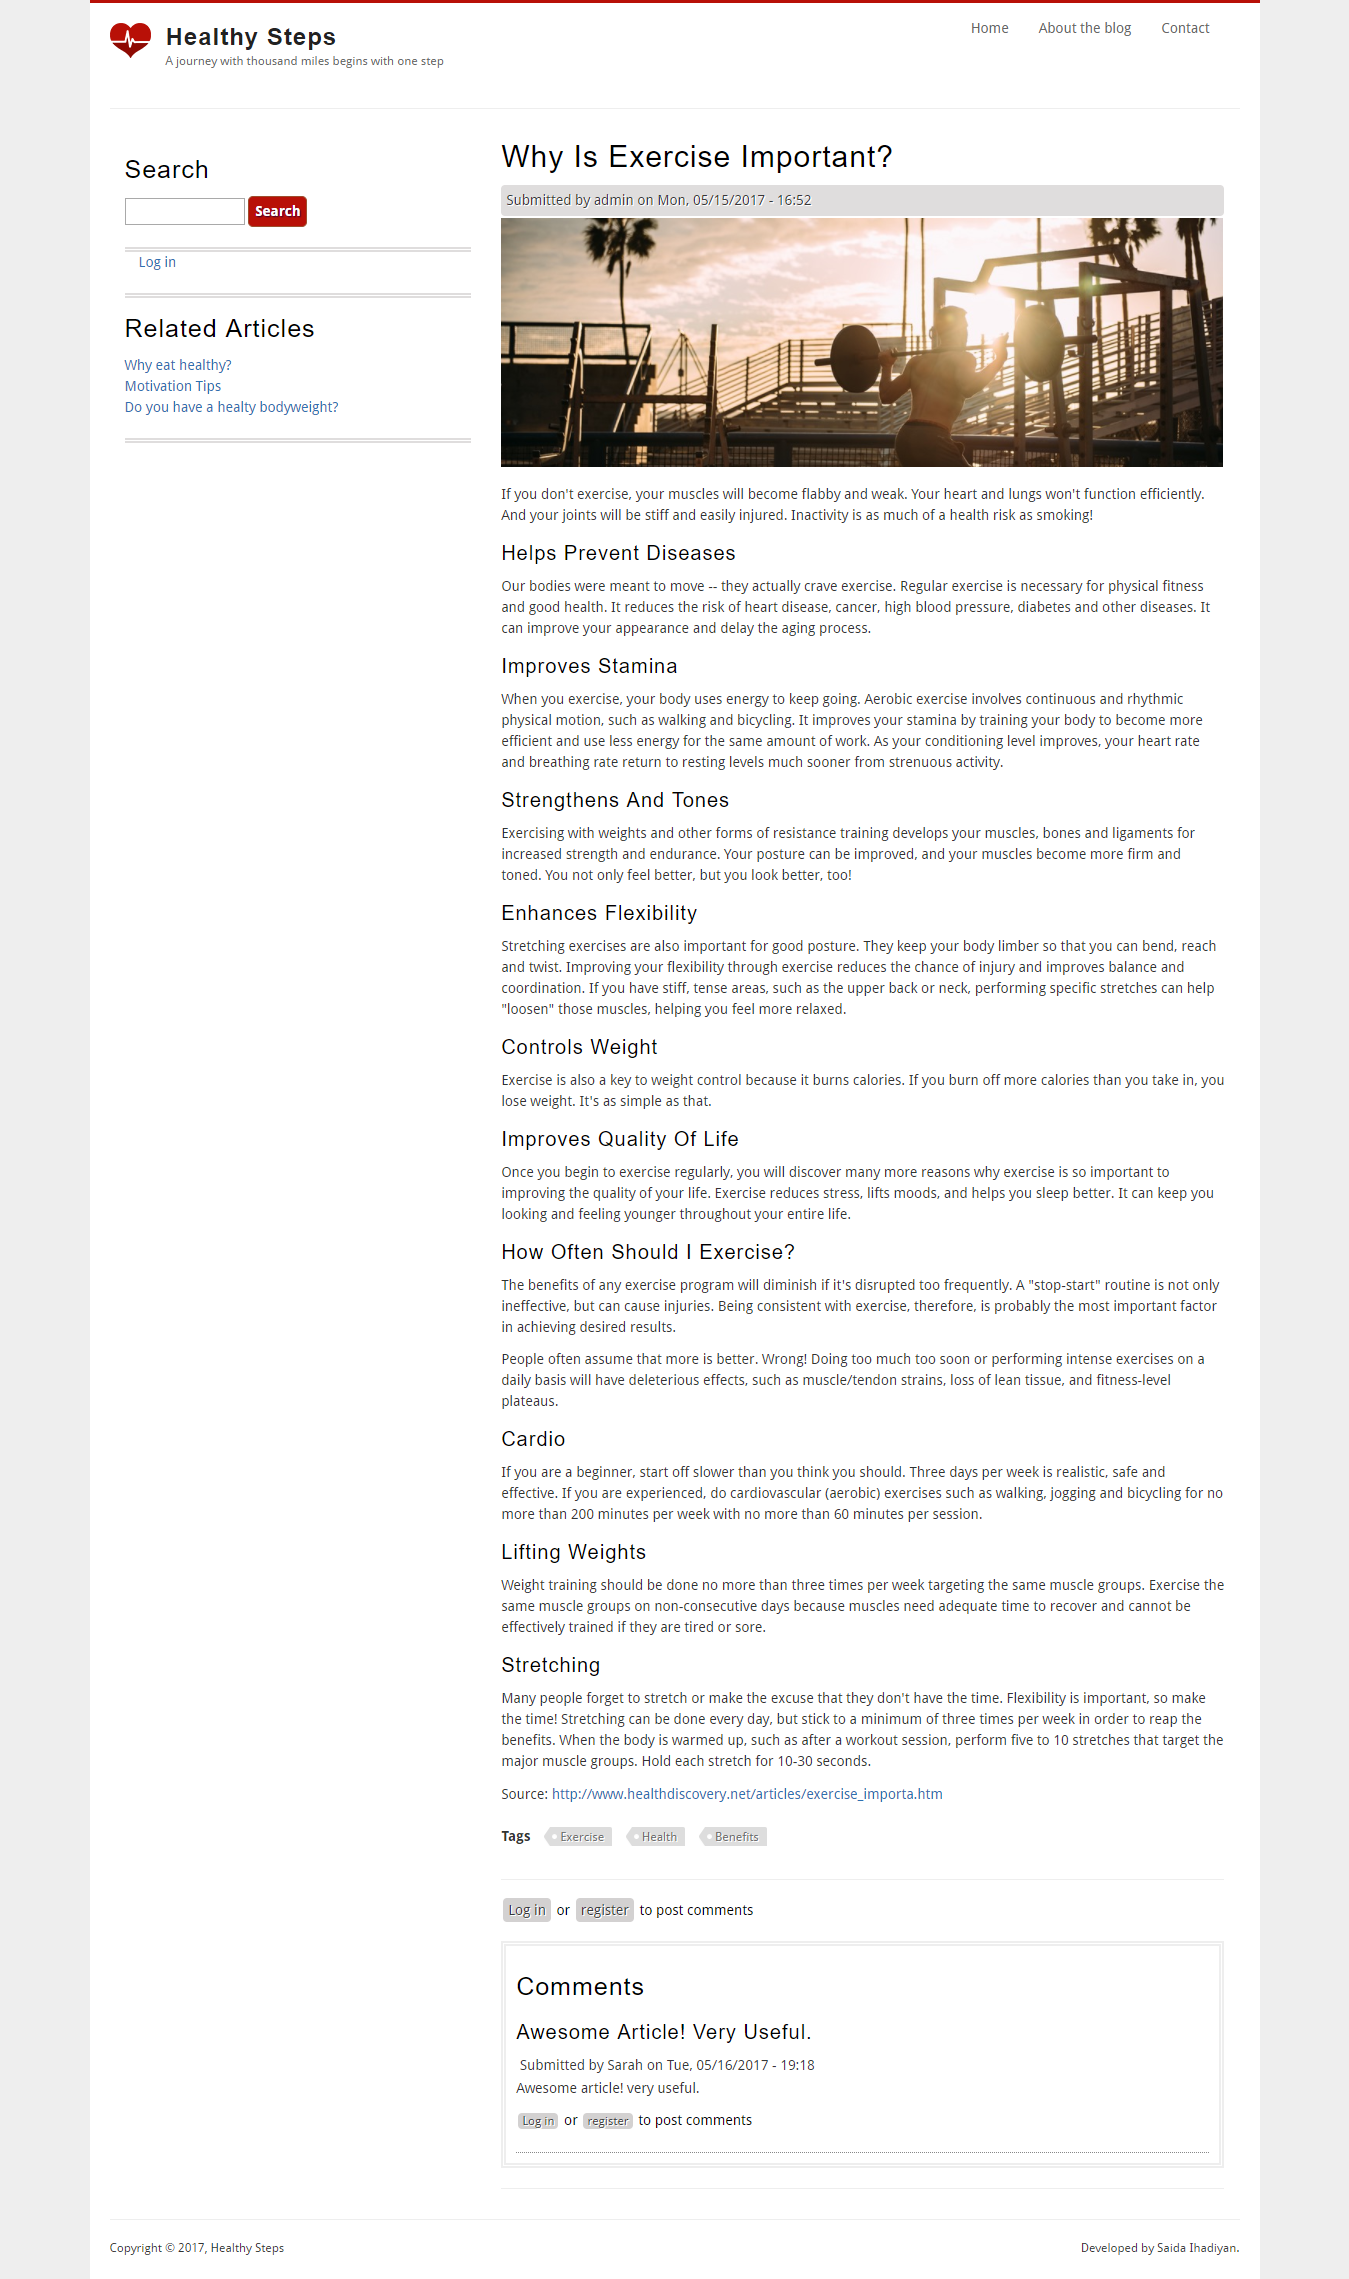 Healthy Steps
A journey with thousand miles begins with one step
Home
About the blog
Contact
Search
Search
Log in
Related Articles
Why eat healthy?
Motivation Tips
Do you have a healty bodyweight?
Why Is Exercise Important?
Submitted by admin on Mon, 05/15/2017 - 16:52
If you don't exercise, your muscles will become flabby and weak. Your heart and lungs won't function efficiently.
And your joints will be stiff and easily injured. Inactivity is as much of a health risk as smoking!
Helps Prevent Diseases
Our bodies were meant to move -- they actually crave exercise. Regular exercise is necessary for physical fitness
and good health. It reduces the risk of heart disease, cancer, high blood pressure, diabetes and other diseases. It
can improve your appearance and delay the aging process.
Improves Stamina
When you exercise, your body uses energy to keep going. Aerobic exercise involves continuous and rhythmic
physical motion, such as walking and bicycling. It improves your stamina by training your body to become more
efficient and use less energy for the same amount of work. As your conditioning level improves, your heart rate
and breathing rate return to resting levels much sooner from strenuous activity.
Strengthens And Tones
Exercising with weights and other forms of resistance training develops your muscles, bones and ligaments for
increased strength and endurance. Your posture can be improved, and your muscles become more firm and
toned. You not only feel better, but you look better, too!
Enhances Flexibility
Stretching exercises are also important for good posture. They keep your body limber so that you can bend, reach
and twist. Improving your flexibility through exercise reduces the chance of injury and improves balance and
coordination. If you have stiff, tense areas, such as the upper back or neck, performing specific stretches can help
"loosen" those muscles, helping you feel more relaxed.
Controls Weight
Exercise is also a key to weight control because it burns calories. If you burn off more calories than you take in, you
lose weight. It's as simple as that.
Improves Quality Of Life
Once you begin to exercise regularly, you will discover many more reasons why exercise is so important to
improving the quality of your life. Exercise reduces stress, lifts moods, and helps you sleep better. It can keep you
looking and feeling younger throughout your entire life.
How Often Should I Exercise?
The benefits of any exercise program will diminish if it's disrupted too frequently. A "stop-start" routine is not only
ineffective, but can cause injuries. Being consistent with exercise, therefore, is probably the most important factor
in achieving desired results.
People often assume that more is better. Wrong! Doing too much too soon or performing intense exercises on a
daily basis will have deleterious effects, such as muscle/tendon strains, loss of lean tissue, and fitness-level
plateaus.
Cardio
If you are a beginner, start off slower than you think you should. Three days per week is realistic, safe and
effective. If you are experienced, do cardiovascular (aerobic) exercises such as walking, jogging and bicycling for no
more than 200 minutes per week with no more than 60 minutes per session.
Lifting Weights
Weight training should be done no more than three times per week targeting the same muscle groups. Exercise the
same muscle groups on non-consecutive days because muscles need adequate time to recover and cannot be
effectively trained if they are tired or sore.
Stretching
Many people forget to stretch or make the excuse that they don't have the time. Flexibility is important, so make
the time! Stretching can be done every day, but stick to a minimum of three times per week in order to reap the
benefits. When the body is warmed up, such as after a workout session, perform five to 10 stretches that target the
major muscle groups. Hold each stretch for 10-30 seconds.
Source: http://www.healthdiscovery.net/articles/exercise_importa.htm
Tags Exercise Health Benefits
Log in or register to post comments
Comments
Awesome Article! Very Useful.
Submitted by Sarah on Tue, 05/16/2017 - 19:18
Awesome article! very useful.
Log in or register to post comments
Copyright © 2017, Healthy Steps
Developed by Saida Ihadiyan.